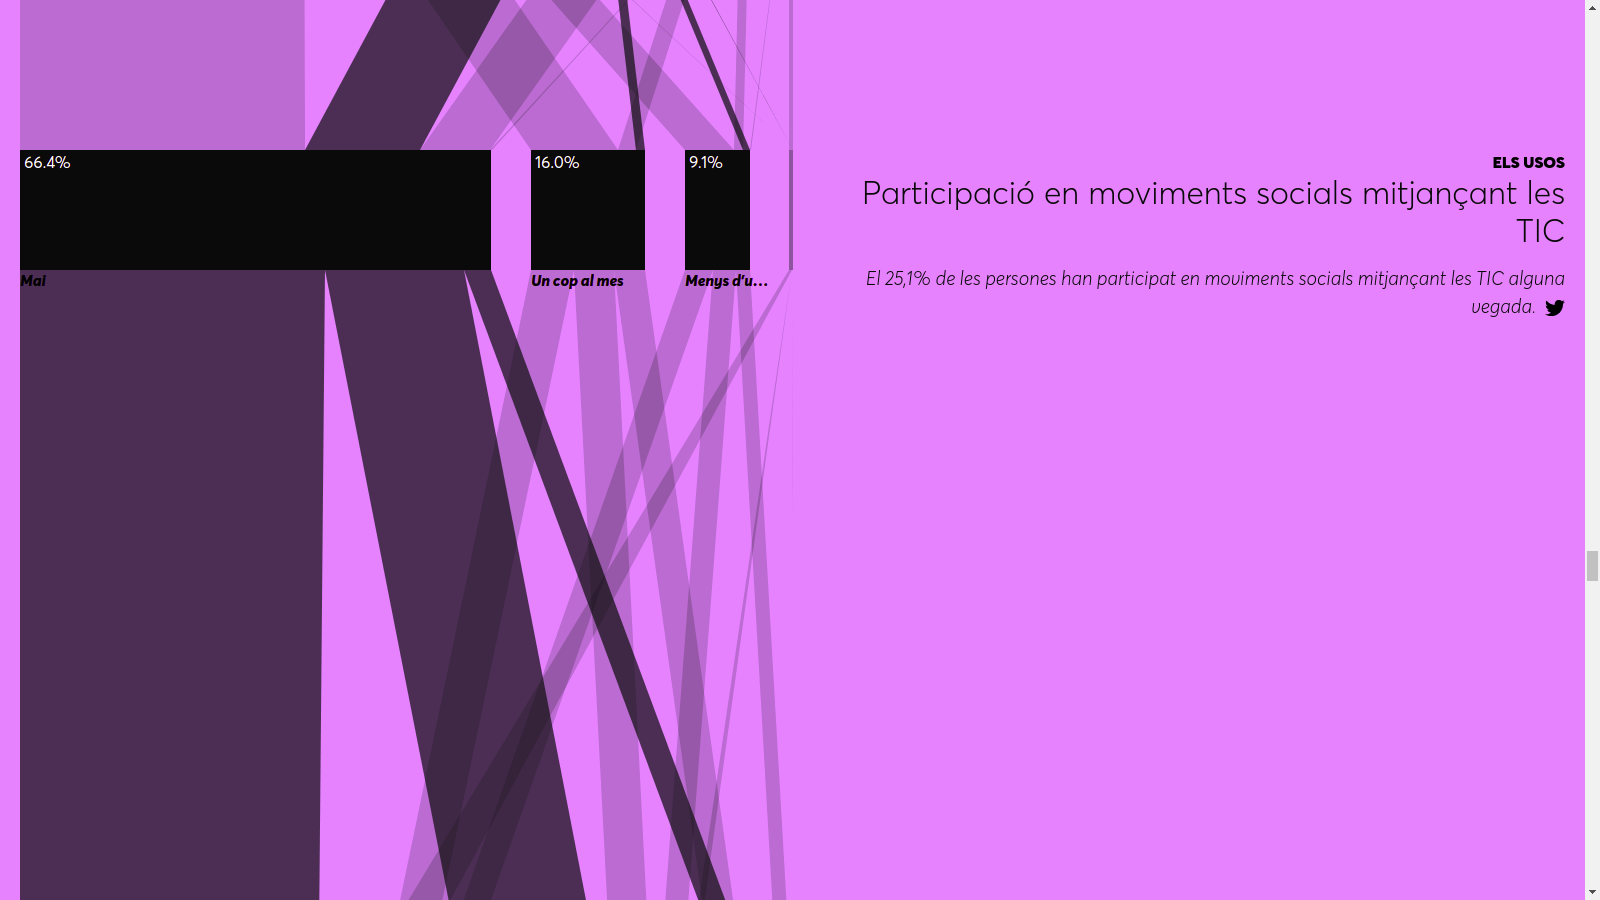 66.4%
16.0%
9.1%
Mai
Un cop al mes
Menys d'u...
ELS USOS
Participació en moviments socials mitjançant les
TIC
El 25,1% de les persones han participat en moviments socials mitjançant les TIC alguna
vegada.